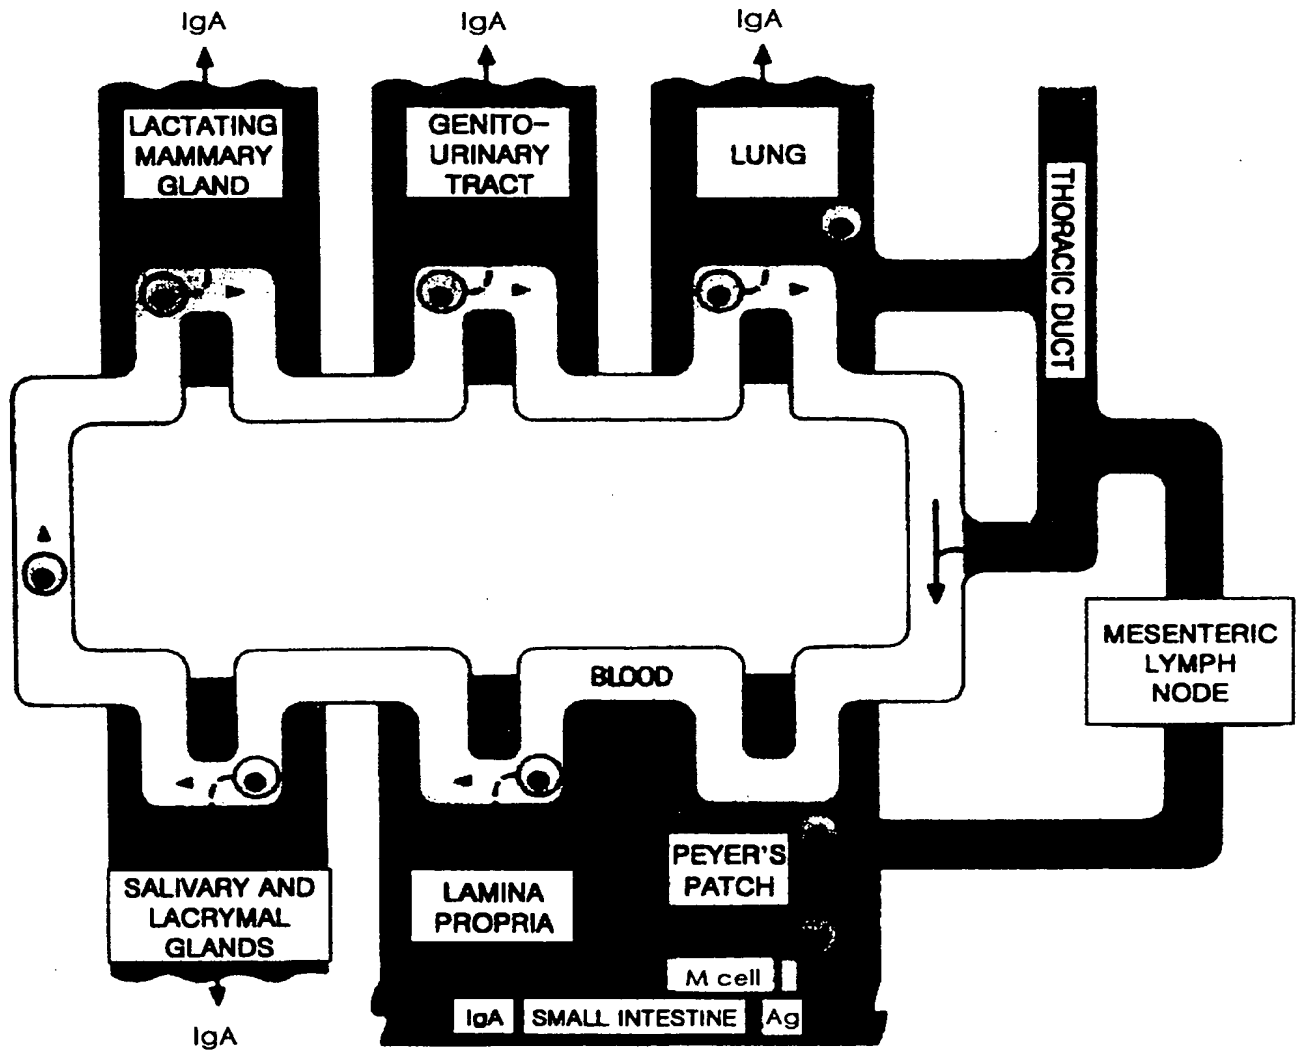 IgA
IgA
IgA
LACTATING
MAMMARY
GLAND
GENITO-
URINARY
TRACT
LUNG
THORACIC DUCT
MESENTERIC
LYMPH
NODE
BLOOD
SALIVARY AND
LACRYMAL
GLANDS
LAMINA
PROPRIA
PEYER'S
PATCH
M cell
IgA
SMALL INTESTINE
Ag
IgA